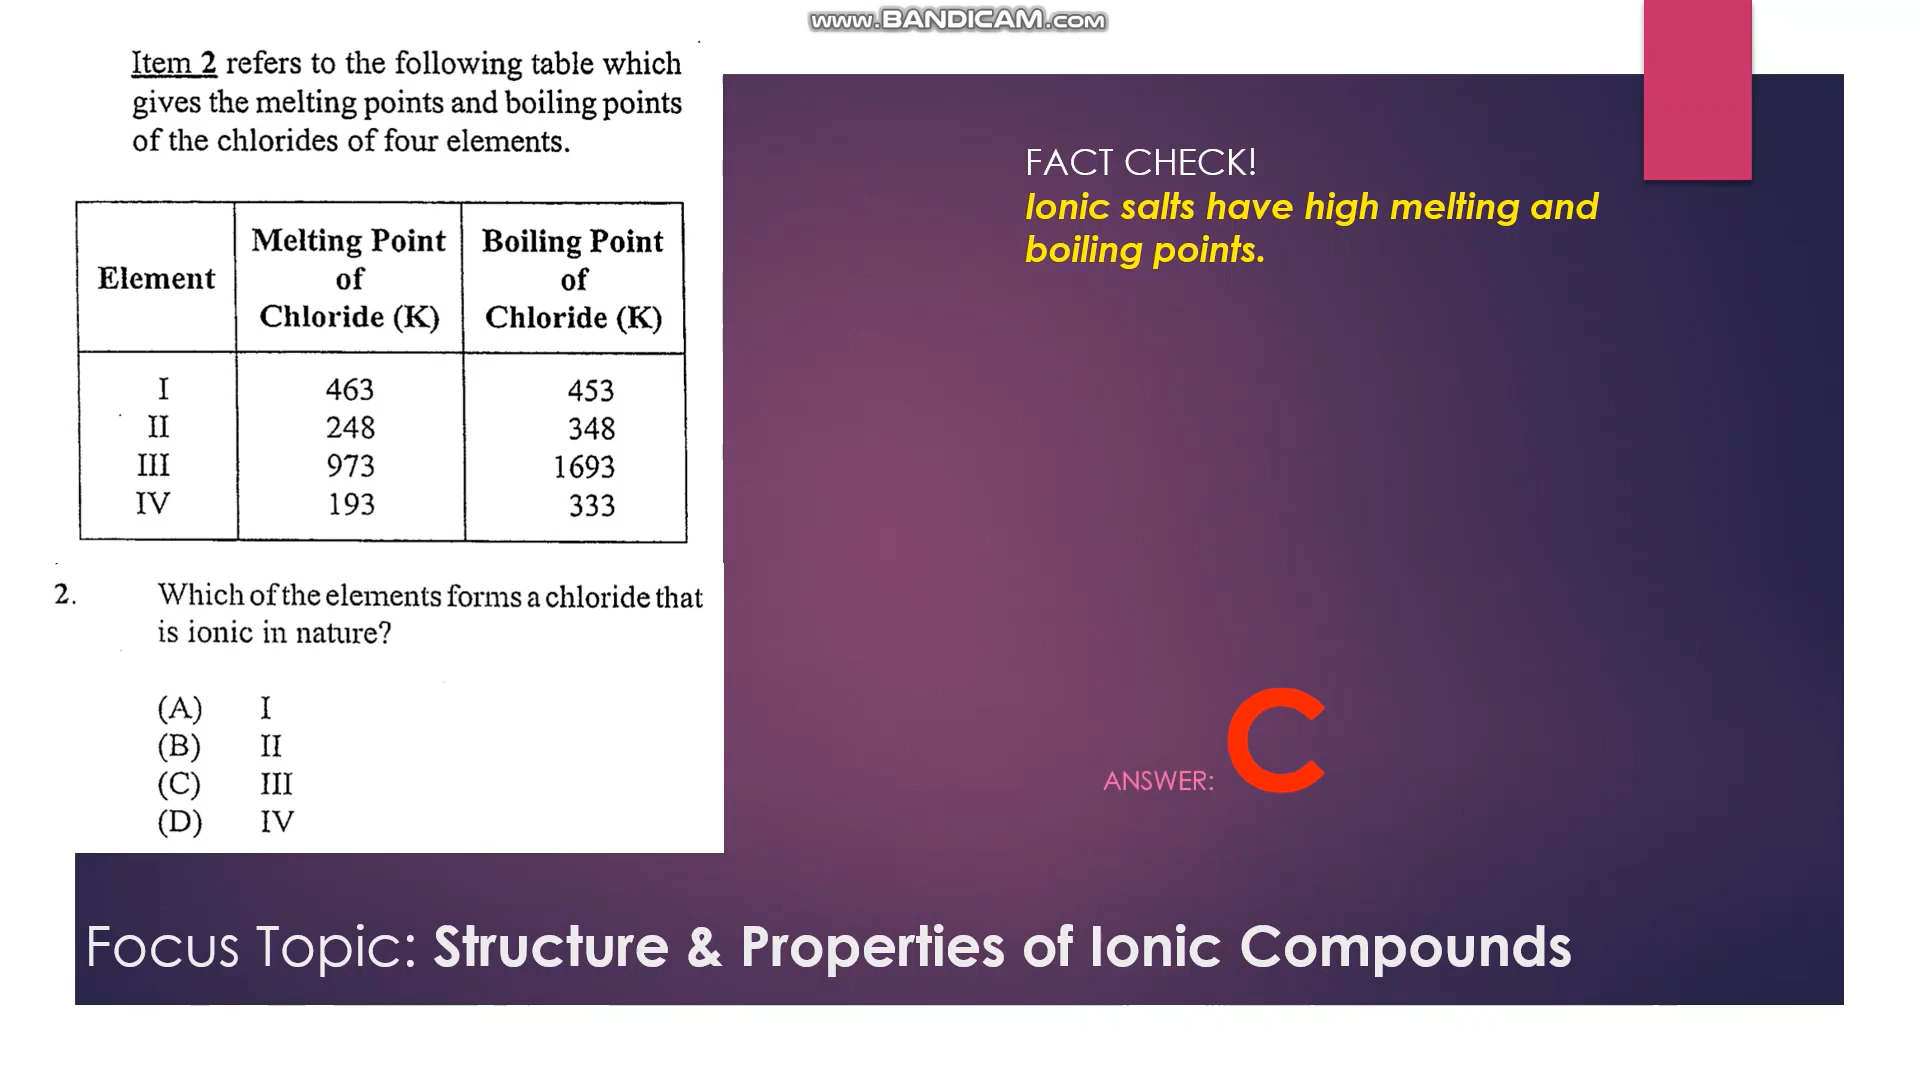 www.BANDICAM.com
Item 2 refers to the following table which
gives the melting points and boiling points
of the chlorides of four elements.
Element
Melting Point
of
Chloride (K)
Boiling Point
of
Chloride (K)
I 463 453
II 248 348
III 973 1693
IV 193 333
2. Which of the elements forms a chloride that
is ionic in nature?
(A) I
(B) II
(C) III
(D) IV
FACT CHECK!
Ionic salts have high melting and
boiling points.
ANSWER: C
Focus Topic: Structure & Properties of Ionic Compounds